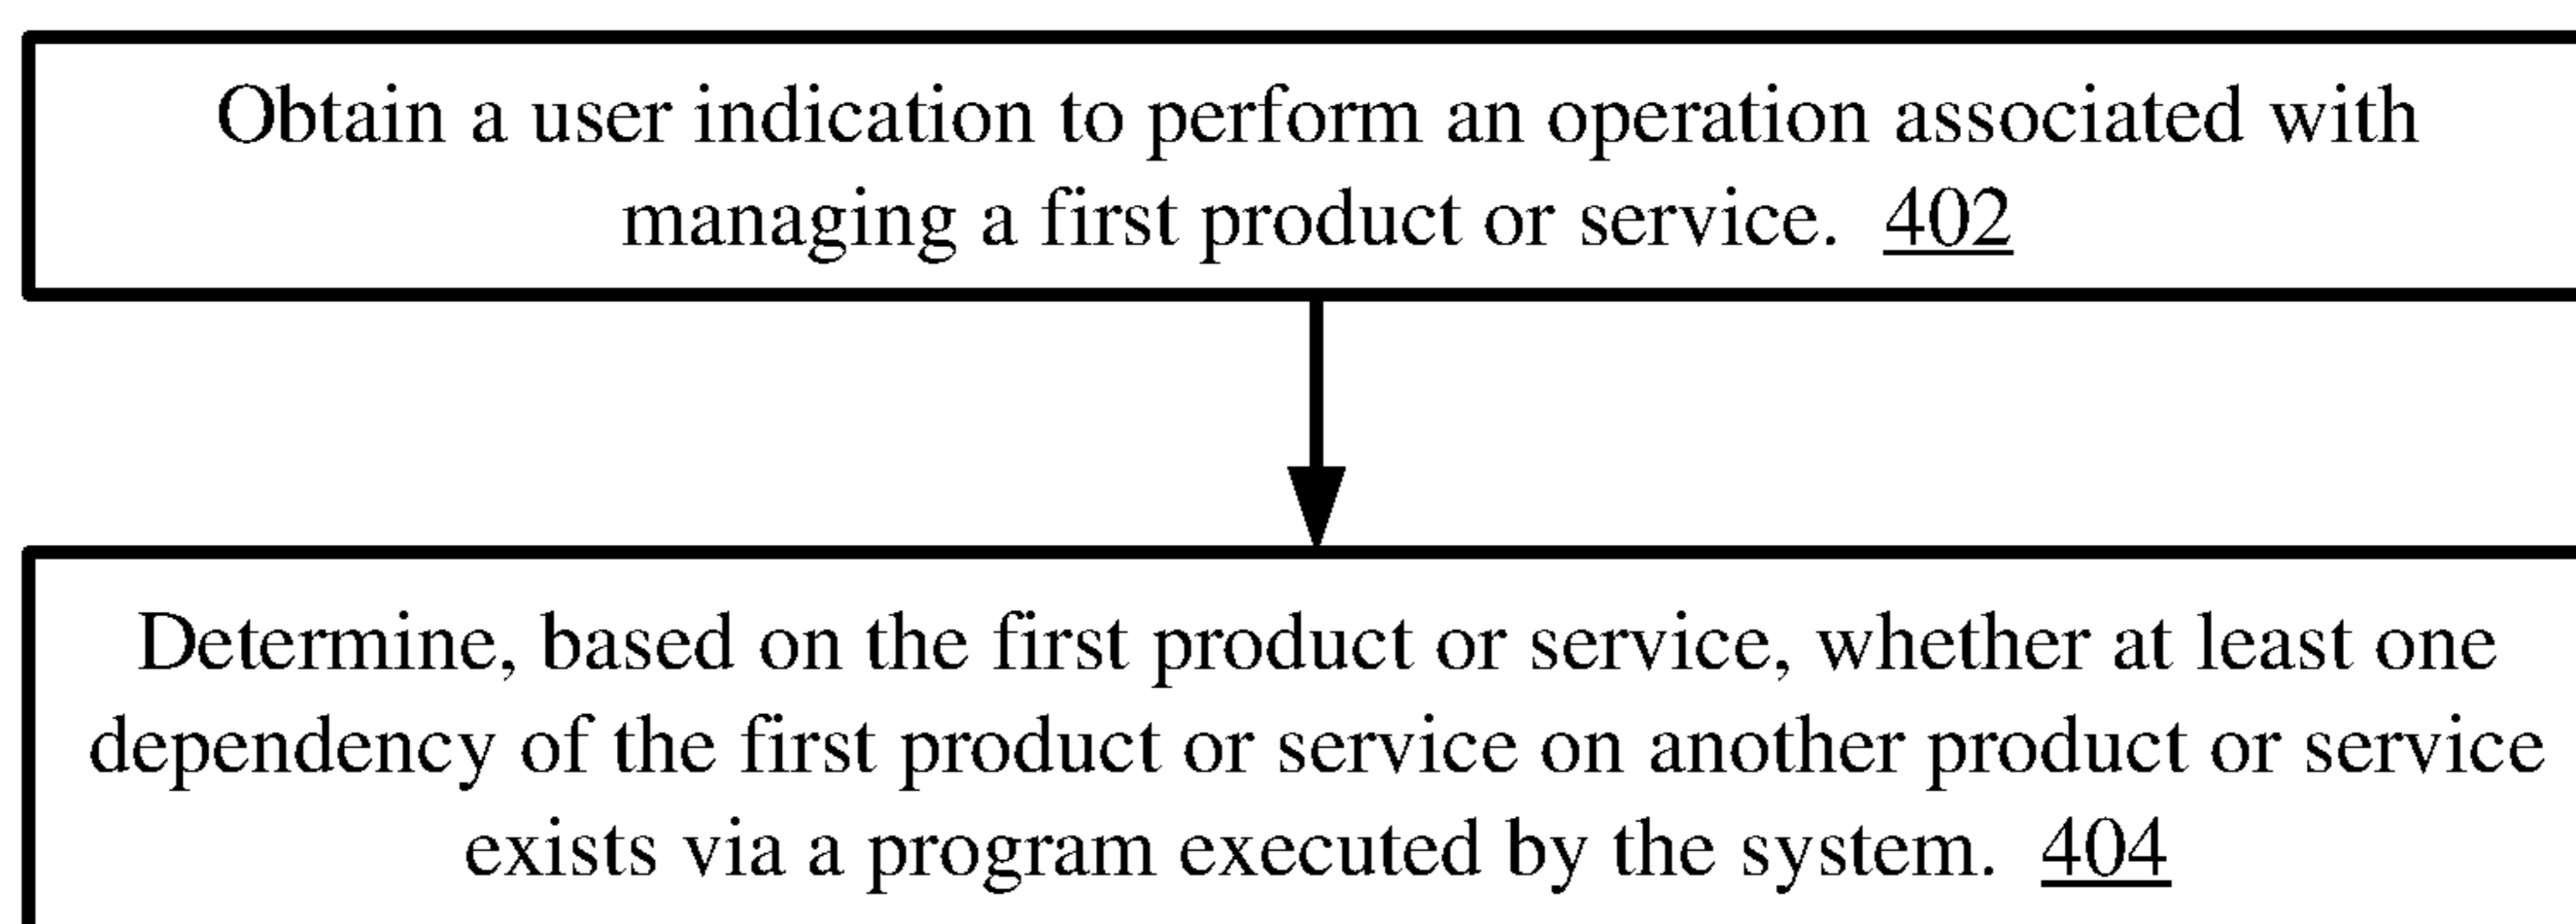 Obtain a user indication to perform an operation associated with
managing a first product or service. 402
Determine, based on the first product or service, whether at least one
dependency of the first product or service on another product or service
exists via a program executed by the system. 404